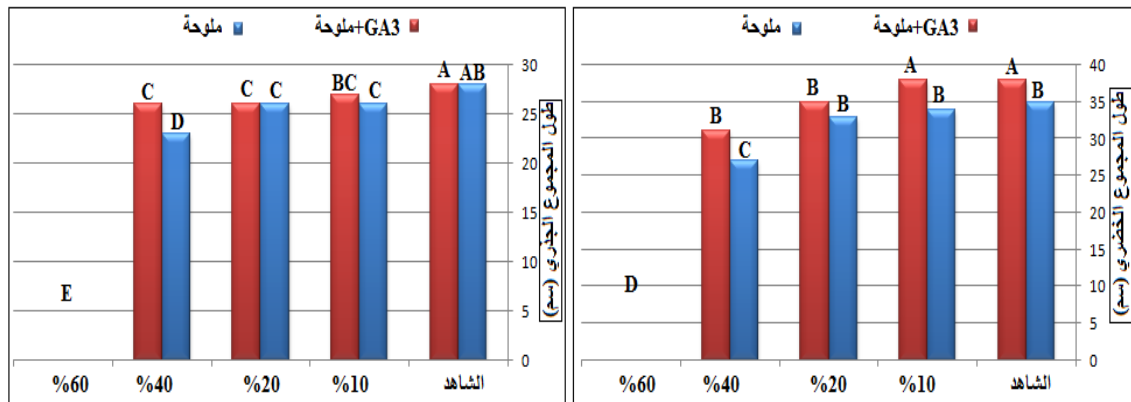 ملوحة GA3+ملوحة
A B
A B
B B
B C
D
40
35
30
25
20
15
10
5
0
طول المجموع الخضري (سم)
الشاهد %10 %20 %40 %60
ملوحة GA3+ملوحة
A AB
BC C
C C
C D
E
30
25
20
15
10
5
0
طول المجموع الجذري (سم)
الشاهد %10 %20 %40 %60